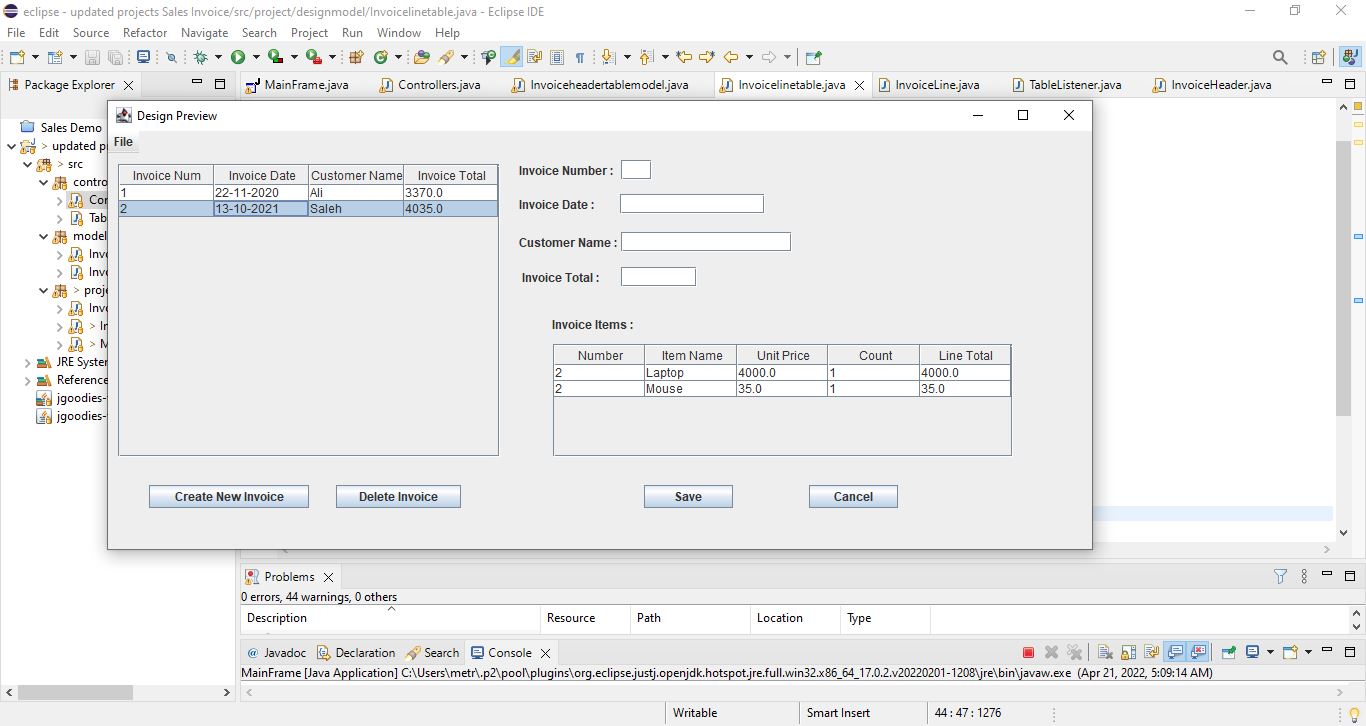 eclipse - updated projects Sales Invoice/src/project/designmodel/Invoicelinetable.java - Eclipse IDE
File Edit Source Refactor Navigate Search Project Run Window Help
Package Explorer MainFrame.java Controllers.java Invoiceheadertablemodel.java Invoicelinetable.java InvoiceLine.java TableListener.java InvoiceHeader.java
Design Preview
File
Sales Demo
> updated p
> src
contro
Cor
Tab
model
Invo
Invo
> proje
Invo
> In
> M
JRE System
Reference
jgoodies-
jgoodies-
Invoice Num Invoice Date Customer Name Invoice Total
1 22-11-2020 Ali 3370.0
2 13-10-2021 Saleh 4035.0
Invoice Number :
Invoice Date :
Customer Name :
Invoice Total :
Invoice Items :
Number Item Name Unit Price Count Line Total
2 Laptop 4000.0 1 4000.0
2 Mouse 35.0 1 35.0
Create New Invoice Delete Invoice Save Cancel
Problems
0 errors, 44 warnings, 0 others
Description Resource Path Location Type
@ Javadoc Declaration Search Console
MainFrame [Java Application] C:\Users\metr\.p2\pool\plugins\org.eclipse.justj.openjdk.hotspot.jre.full.win32.x86_64_17.0.2.v20220201-1208\jre\bin\javaw.exe (Apr 21, 2022, 5:09:14 AM)
Writable Smart Insert 44 : 47 : 1276